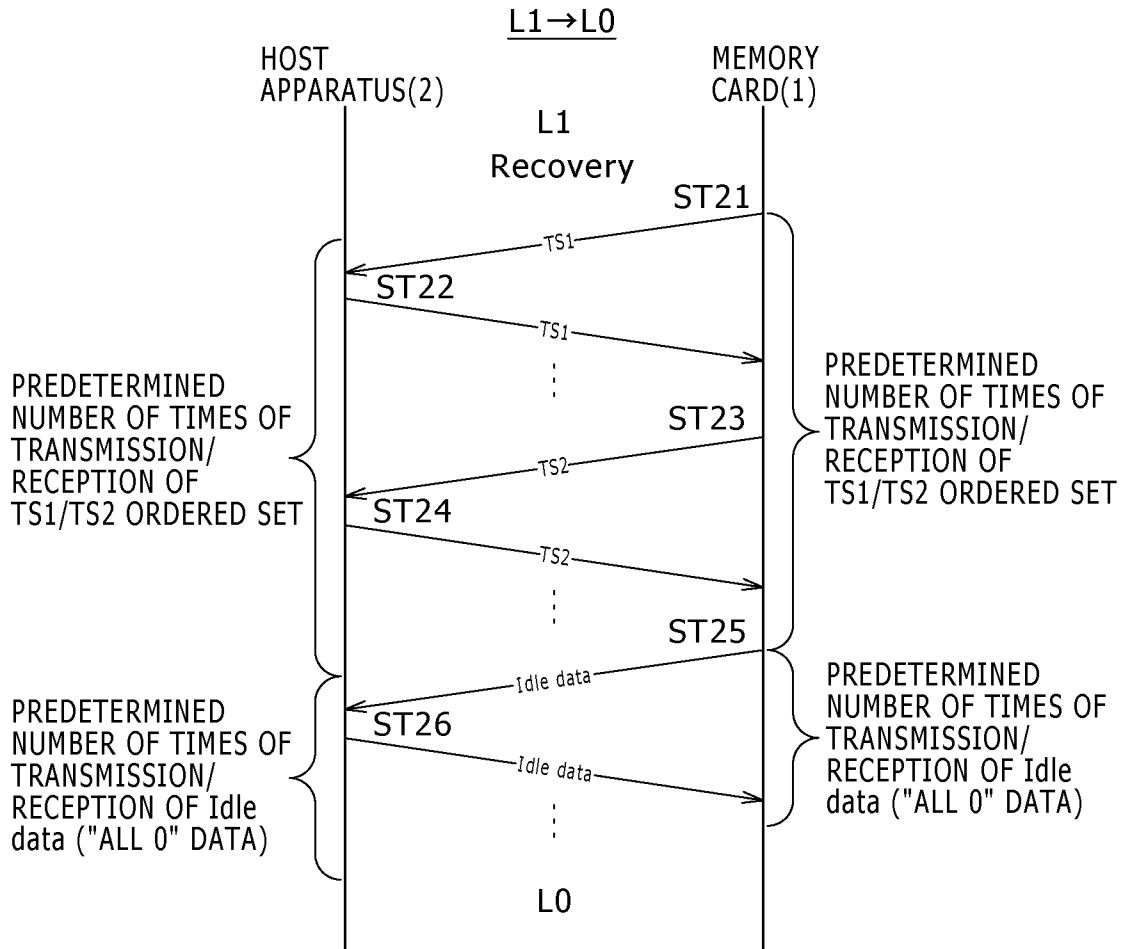 L1→L0
HOST
APPARATUS(2)
MEMORY
CARD(1)
L1
Recovery
ST21
TS1
ST22
TS1
PREDETERMINED
NUMBER OF TIMES OF
TRANSMISSION/
RECEPTION OF
TS1/TS2 ORDERED SET
PREDETERMINED
NUMBER OF TIMES OF
TRANSMISSION/
RECEPTION OF
TS1/TS2 ORDERED SET
ST23
TS2
ST24
TS2
ST25
Idle data
ST26
Idle data
PREDETERMINED
NUMBER OF TIMES OF
TRANSMISSION/
RECEPTION OF Idle
data ("ALL 0" DATA)
PREDETERMINED
NUMBER OF TIMES OF
TRANSMISSION/
RECEPTION OF Idle
data ("ALL 0" DATA)
L0